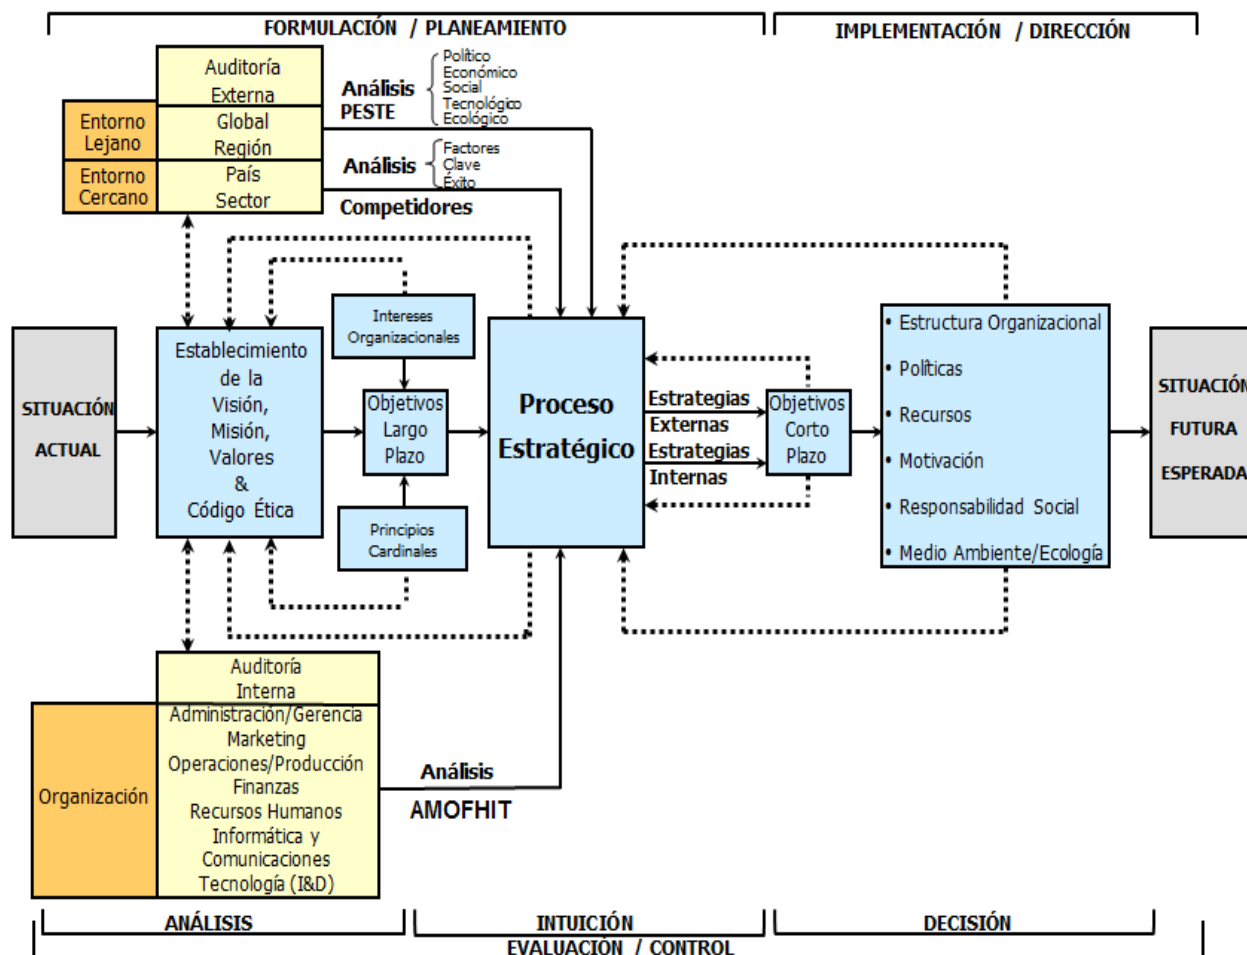 FORMULACIÓN / PLANEAMIENTO
IMPLEMENTACIÓN / DIRECCIÓN
Auditoría
Externa
Entorno
Lejano
Global
Región
Entorno
Cercano
País
Sector
Análisis
PESTE
Político
Económico
Social
Tecnológico
Ecológico
Análisis
Competidores
Factores
Clave
Éxito
SITUACIÓN
ACTUAL
Establecimiento
de la
Visión,
Misión,
Valores
&
Código Ética
Intereses
Organizacionales
Objetivos
Largo
Plazo
Principios
Cardinales
Proceso
Estratégico
Estrategias
Externas
Estrategias
Internas
Objetivos
Corto
Plazo
• Estructura Organizacional
• Políticas
• Recursos
• Motivación
• Responsabilidad Social
• Medio Ambiente/Ecología
SITUACIÓN
FUTURA
ESPERADA
Auditoría
Interna
Organización
Administración/Gerencia
Marketing
Operaciones/Producción
Finanzas
Recursos Humanos
Informática y
Comunicaciones
Tecnología (I&D)
Análisis
AMOFHIT
ANÁLISIS
INTUICIÓN
DECISIÓN
EVALUACIÓN / CONTROL